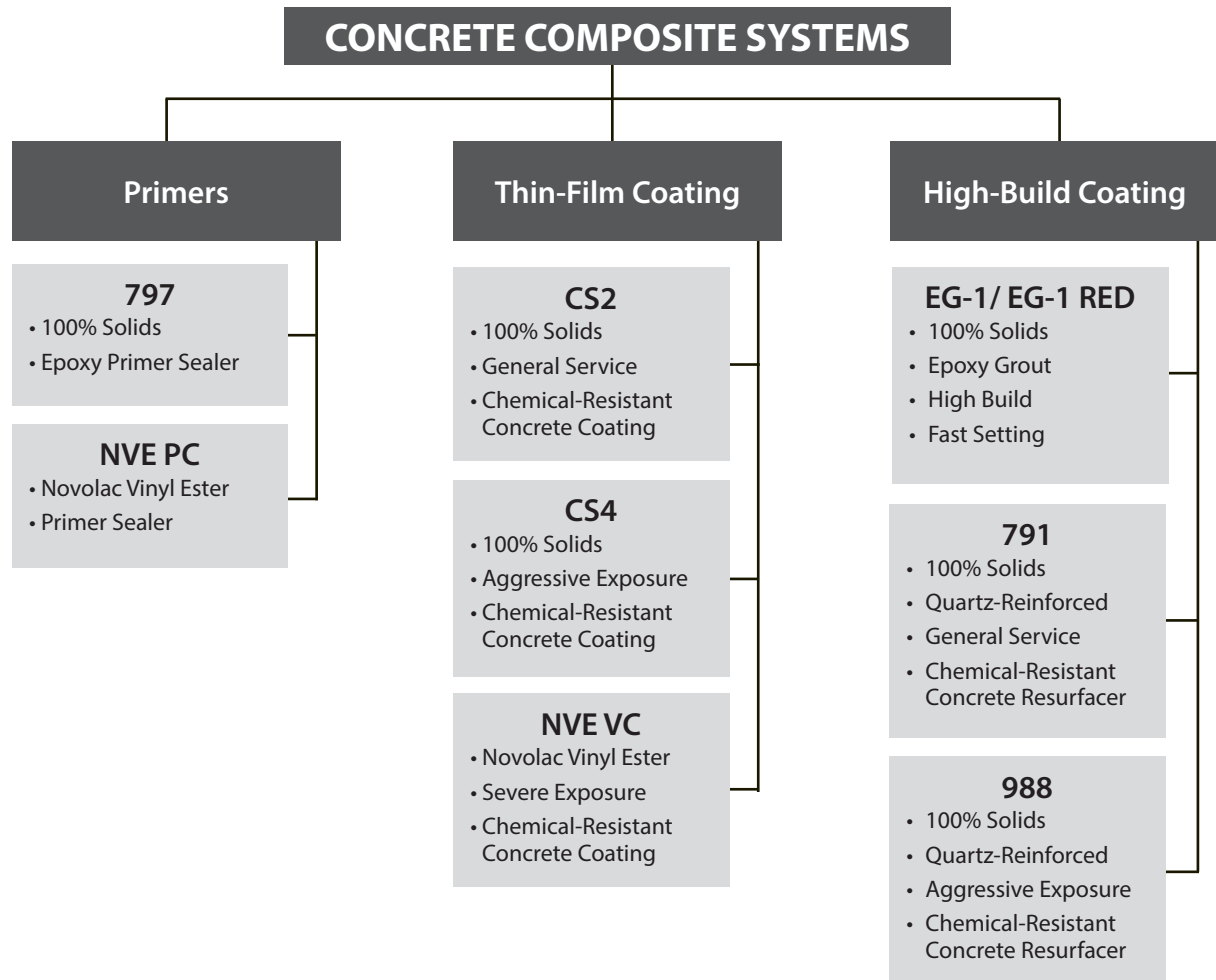 CONCRETE COMPOSITE SYSTEMS
Primers
797
• 100% Solids
• Epoxy Primer Sealer
NVE PC
• Novolac Vinyl Ester
• Primer Sealer
Thin-Film Coating
CS2
• 100% Solids
• General Service
• Chemical-Resistant
Concrete Coating
CS4
• 100% Solids
• Aggressive Exposure
• Chemical-Resistant
Concrete Coating
NVE VC
• Novolac Vinyl Ester
• Severe Exposure
• Chemical-Resistant
Concrete Coating
High-Build Coating
EG-1/ EG-1 RED
• 100% Solids
• Epoxy Grout
• High Build
• Fast Setting
791
• 100% Solids
• Quartz-Reinforced
• General Service
• Chemical-Resistant
Concrete Resurfacer
988
• 100% Solids
• Quartz-Reinforced
• Aggressive Exposure
• Chemical-Resistant
Concrete Resurfacer